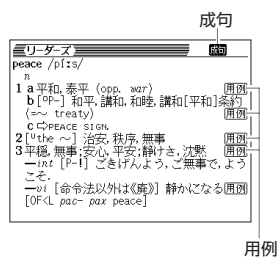 成句
リーダーズ 成句
peace /píːs/
n
1 a 平和, 泰平 (opp. war) 用例
b [ºP-] 和平, 講和, 和睦, 講和[平和]条約
(=~ treaty) 用例
c ⇨PEACE SIGN.
2 [ᵁthe ~] 治安, 秩序, 無事 用例
3 平穏, 無事;安心, 平安;静けさ, 沈黙 用例
—int [P-!] ごきげんよう, ご無事で, よう
こそ.
—vi [命令法以外は《廃》] 静かになる 用例
[OF<L pac- pax peace]
用例